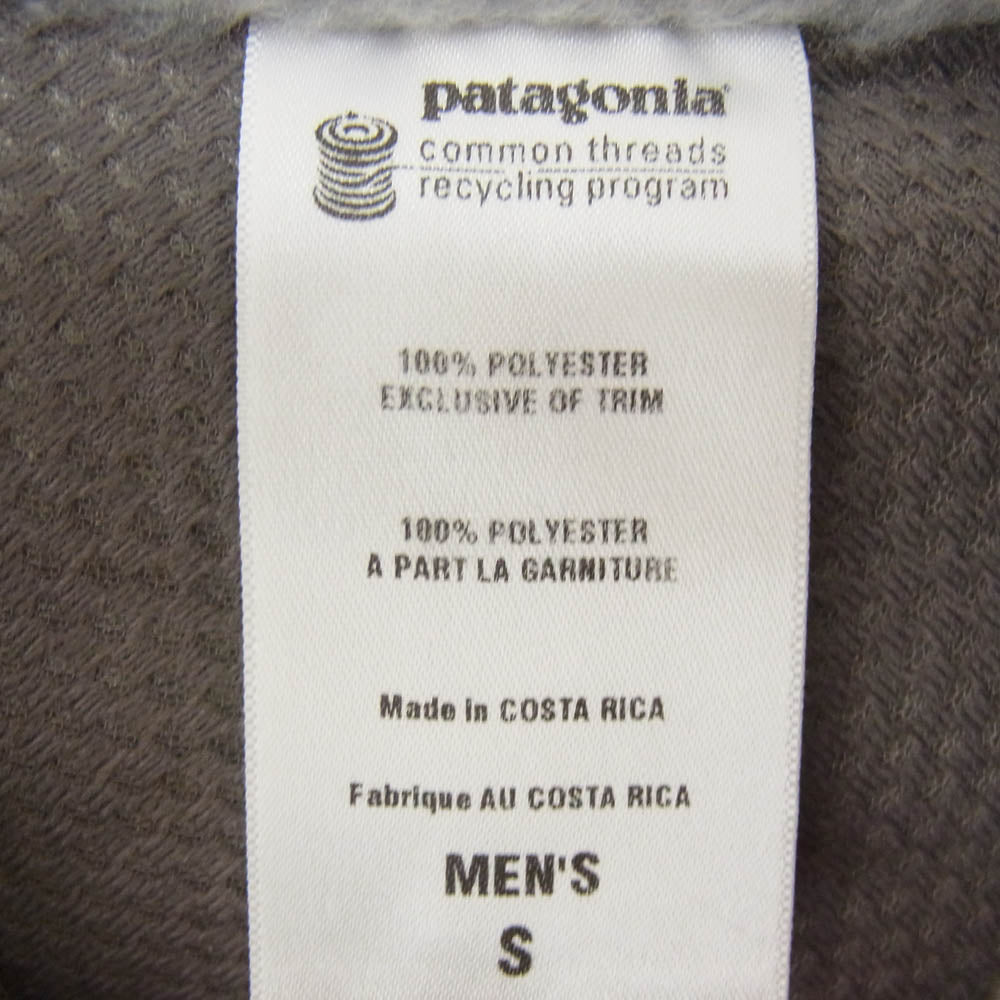 patagonia
common threads
recycling program
100% POLYESTER
EXCLUSIVE OF TRIM
100% POLYESTER
A PART LA GARNITURE
Made in COSTA RICA
Fabrique AU COSTA RICA
MEN'S
S